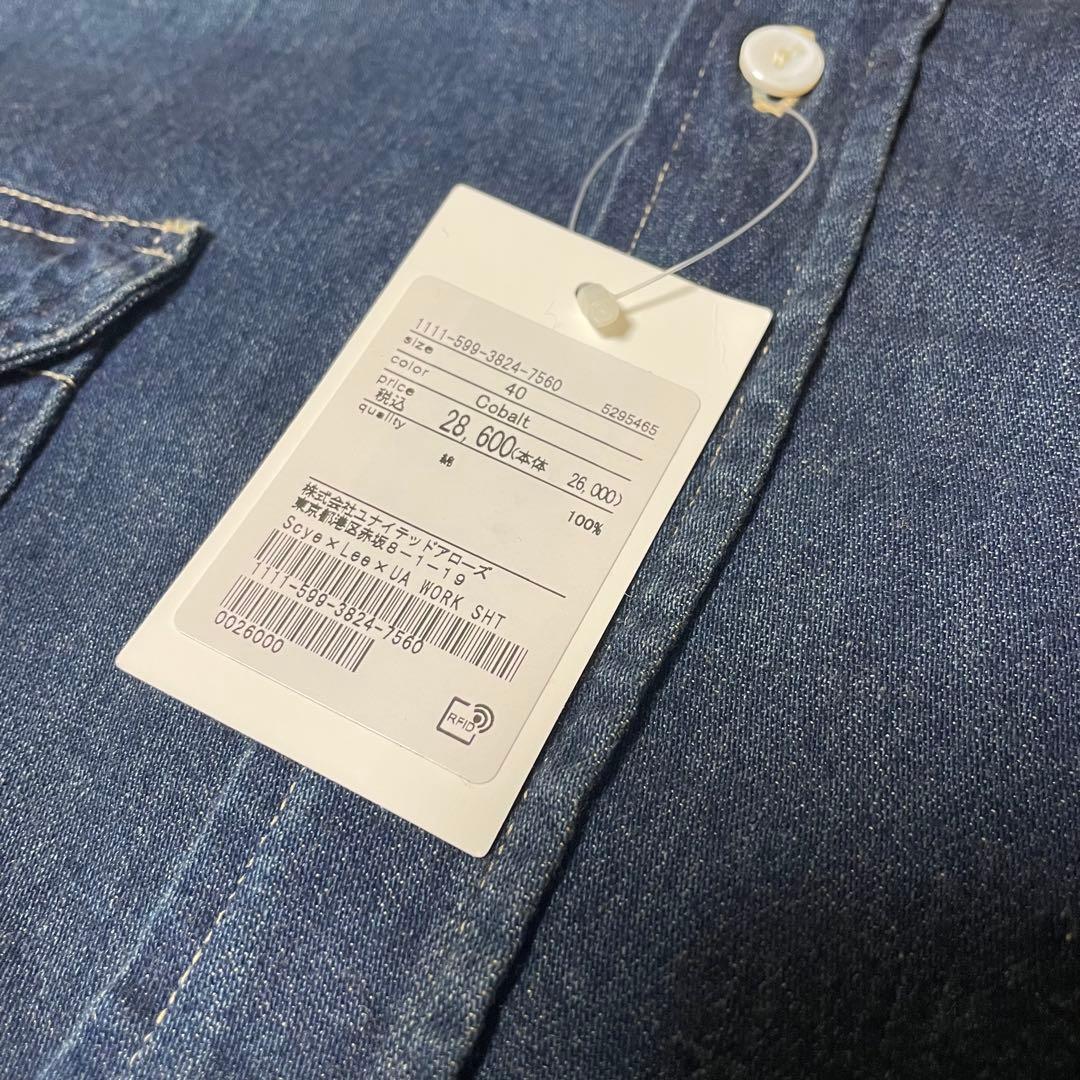 1111-599-3824-7560
size 40 5295465
color Cobalt
price 税込 28,600(本体 26,000)
quality
綿 100%
株式会社ユナイテッドアローズ
東京都港区赤坂8-1-19
Scye×Lee×UA WORK SHT
1111-599-3824-7560
0026000
RFID